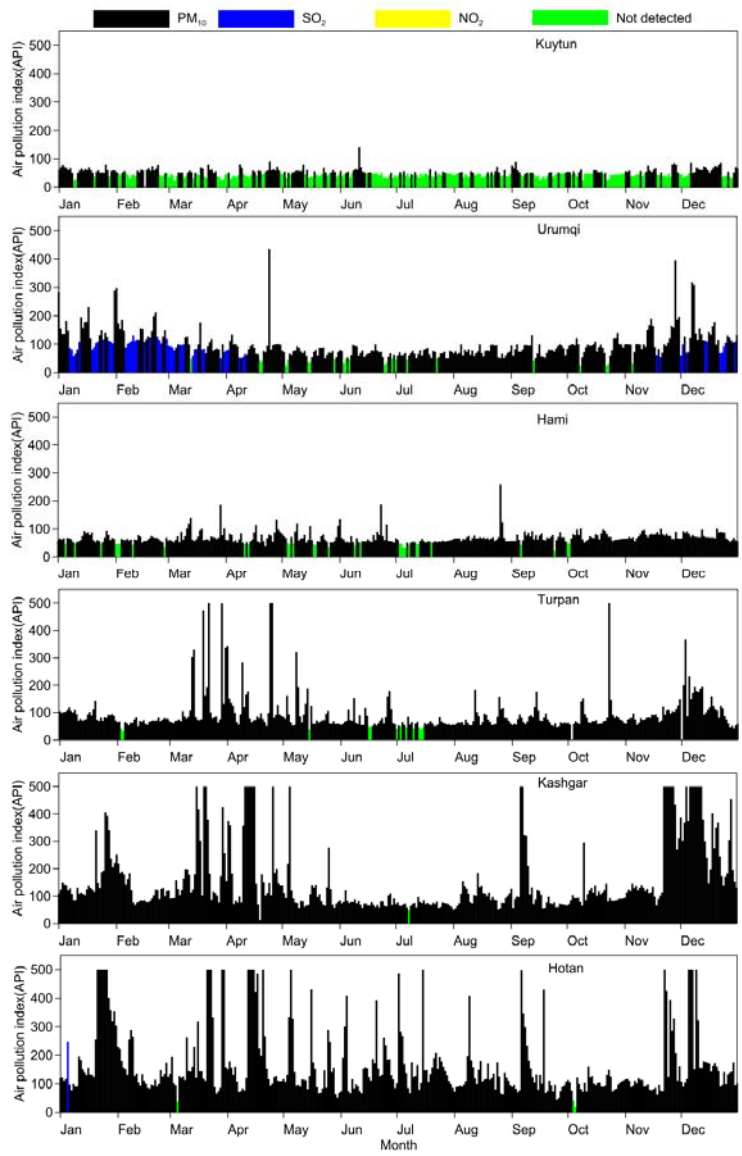 PM₁₀ SO₂ NO₂ Not detected
Kuytun
Air pollution index(API)
500
400
300
200
100
0
Jan Feb Mar Apr May Jun Jul Aug Sep Oct Nov Dec
Urumqi
Air pollution index(API)
500
400
300
200
100
0
Jan Feb Mar Apr May Jun Jul Aug Sep Oct Nov Dec
Hami
Air pollution index(API)
500
400
300
200
100
0
Jan Feb Mar Apr May Jun Jul Aug Sep Oct Nov Dec
Turpan
Air pollution index(API)
500
400
300
200
100
0
Jan Feb Mar Apr May Jun Jul Aug Sep Oct Nov Dec
Kashgar
Air pollution index(API)
500
400
300
200
100
0
Jan Feb Mar Apr May Jun Jul Aug Sep Oct Nov Dec
Hotan
Air pollution index(API)
500
400
300
200
100
0
Jan Feb Mar Apr May Jun Jul Aug Sep Oct Nov Dec
Month